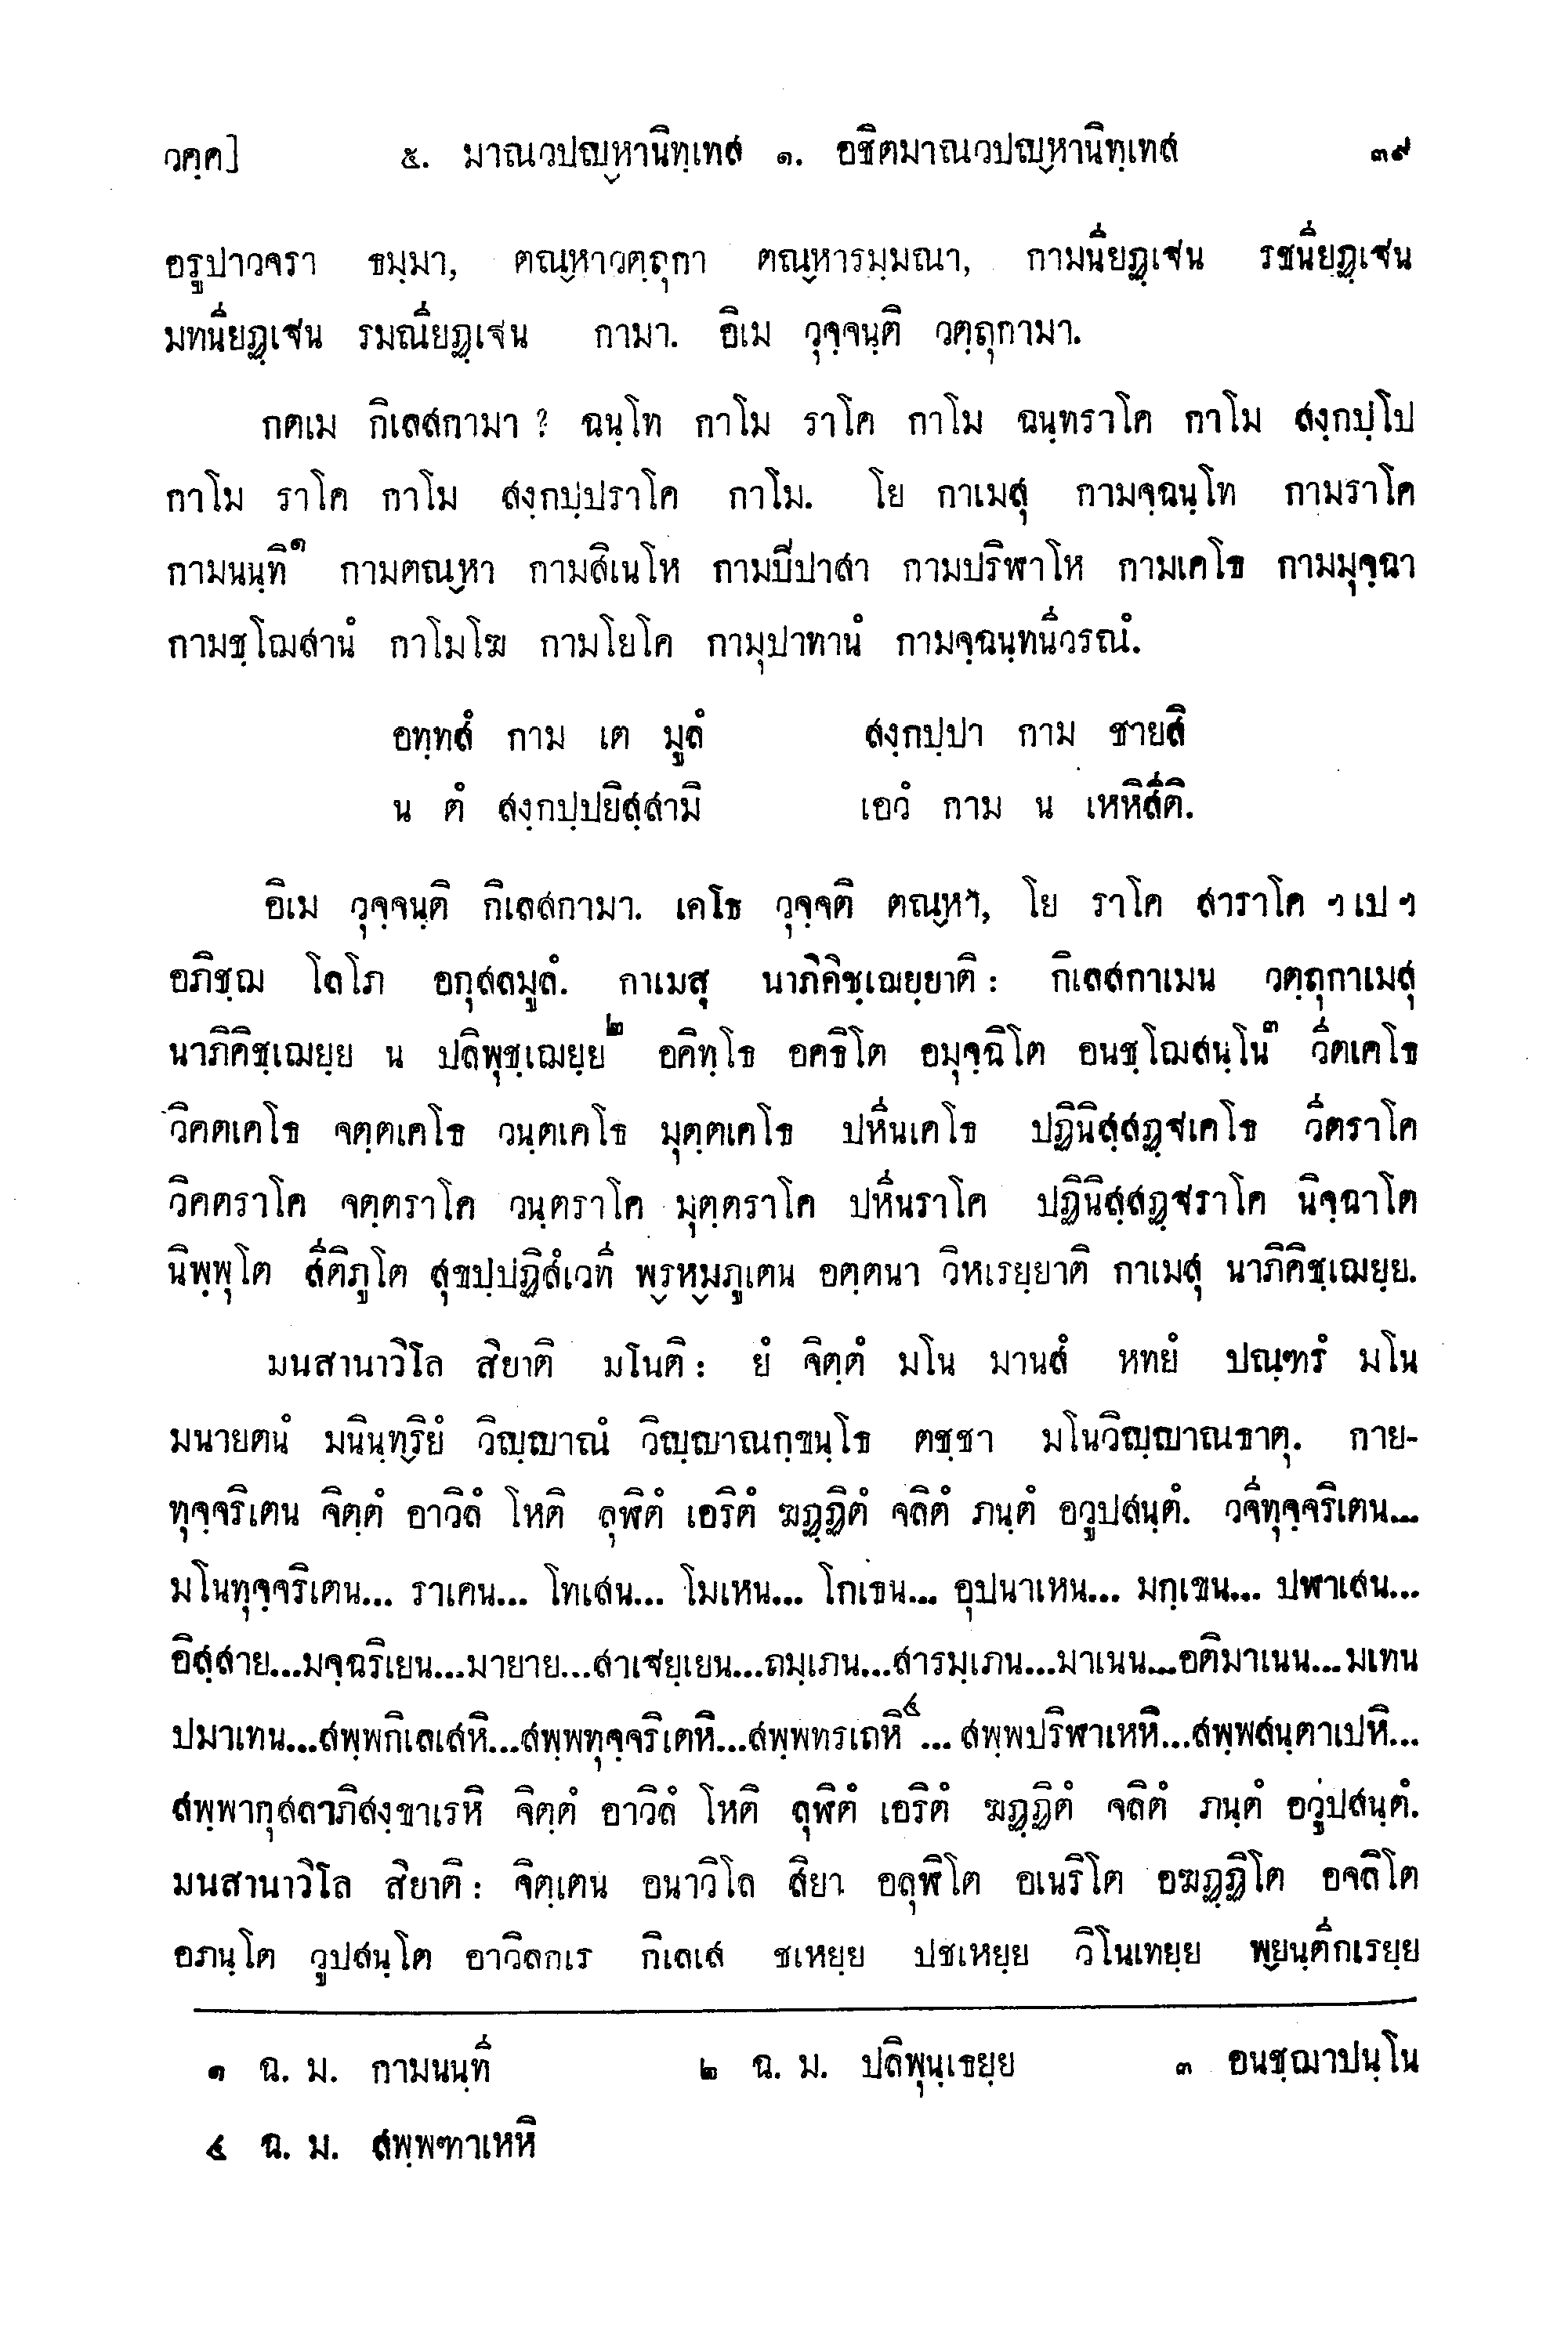 วคฺค] ๕. มาณวปญฺหานิทฺเทส ๑. อชิตมาณวปญฺหานิทฺเทส ๓๙
อรูปาวจรา ธมฺมา, ตณฺหาวตฺถุกา ตณฺหารมฺมณา, กามนียฏฺเฐน รชนียฏฺเฐน
มทนียฏฺเฐน รมณียฏฺเฐน กามา. อิเม วุจฺจนฺติ วตฺถุกามา.
กตเม กิเลสกามา ? ฉนฺโท กาโม ราโค กาโม ฉนฺทราโค กาโม สงฺกปฺโป
กาโม ราโค กาโม สงฺกปฺปราโค กาโม. โย กาเมสุ กามจฺฉนฺโท กามราโค
กามนนฺทิ๑ กามตณฺหา กามสิเนโห กามปิปาสา กามปริฬาโห กามเคโธ กามมุจฺฉา
กามชฺโฌสานํ กาโมโฆ กามโยโค กามุปาทานํ กามจฺฉนฺทนีวรณํ.
อทฺทสํ กาม เต มูลํ สงฺกปฺปา กาม ชายสิ
น ตํ สงฺกปฺปยิสฺสามิ เอวํ กาม น เหหิสีติ.
อิเม วุจฺจนฺติ กิเลสกามา. เคโธ วุจฺจติ ตณฺหา, โย ราโค สาราโค ฯ เป ฯ
อภิชฺฌ โลโภ อกุสลมูลํ. กาเมสุ นาภิคิชฺเฌยฺยาติ : กิเลสกาเมน วตฺถุกาเมสุ
นาภิคิชฺเฌยฺย น ปลิพุชฺเฌยฺย๒ อคิทฺโธ อคธิโต อมุจฺฉิโต อนชฺโฌสนฺโน๓ วีตเคโธ
วิคตเคโธ จตฺตเคโธ วนฺตเคโธ มุตฺตเคโธ ปหีนเคโธ ปฏินิสฺสฏฺฐเคโธ วีตราโค
วิคตราโค จตฺตราโค วนฺตราโค มุตฺตราโค ปหีนราโค ปฏินิสฺสฏฺฐราโค นิจฺฉาโต
นิพฺพุโต สีติภูโต สุขปฺปฏิสํเวที พฺรหฺมภูเตน อตฺตนา วิหเรยฺยาติ กาเมสุ นาภิคิชฺเฌยฺย.
มนสานาวิโล สิยาติ มโนติ : ยํ จิตฺตํ มโน มานสํ หทยํ ปณฺฑรํ มโน
มนายตนํ มนินฺทฺริยํ วิญฺญาณํ วิญฺญาณกฺขนฺโธ ตชฺชา มโนวิญฺญาณธาตุ. กาย-
ทุจฺจริเตน จิตฺตํ อาวิลํ โหติ ลุฬิตํ เอริตํ ฆฏฺฏิตํ จลิตํ ภนฺตํ อวูปสนฺตํ. วจีทุจฺจริเตน...
มโนทุจฺจริเตน... ราเคน... โทเสน... โมเหน... โกเธน... อุปนาเหน... มกฺเขน... ปฬาเสน...
อิสฺสาย...มจฺฉริเยน...มายาย...สาเฐยฺเยน...ถมฺเภน...สารมฺเภน...มาเนน...อติมาเนน...มเทน
ปมาเทน...สพฺพกิเลเสหิ...สพฺพทุจฺจริเตหิ...สพฺพทรเถหิ๔... สพฺพปริฬาเหหิ...สพฺพสนฺตาเปหิ...
สพฺพากุสลาภิสงฺขาเรหิ จิตฺตํ อาวิลํ โหติ ลุฬิตํ เอริตํ ฆฏฺฏิตํ จลิตํ ภนฺตํ อวูปสนฺตํ.
มนสานาวิโล สิยาติ : จิตฺเตน อนาวิโล สิยา อลุฬิโต อเนริโต อฆฏฺฏิโต อจลิโต
อภนฺโต วูปสนฺโต อาวิลกเร กิเลเส ชเหยฺย ปชเหยฺย วิโนเทยฺย พฺยนฺตีกเรยฺย
๑ ฉ. ม. กามนนฺที ๒ ฉ. ม. ปลิพุนฺเธยฺย ๓ อนชฺฌาปนฺโน
๔ ฉ. ม. สพฺพฑาเหหิ